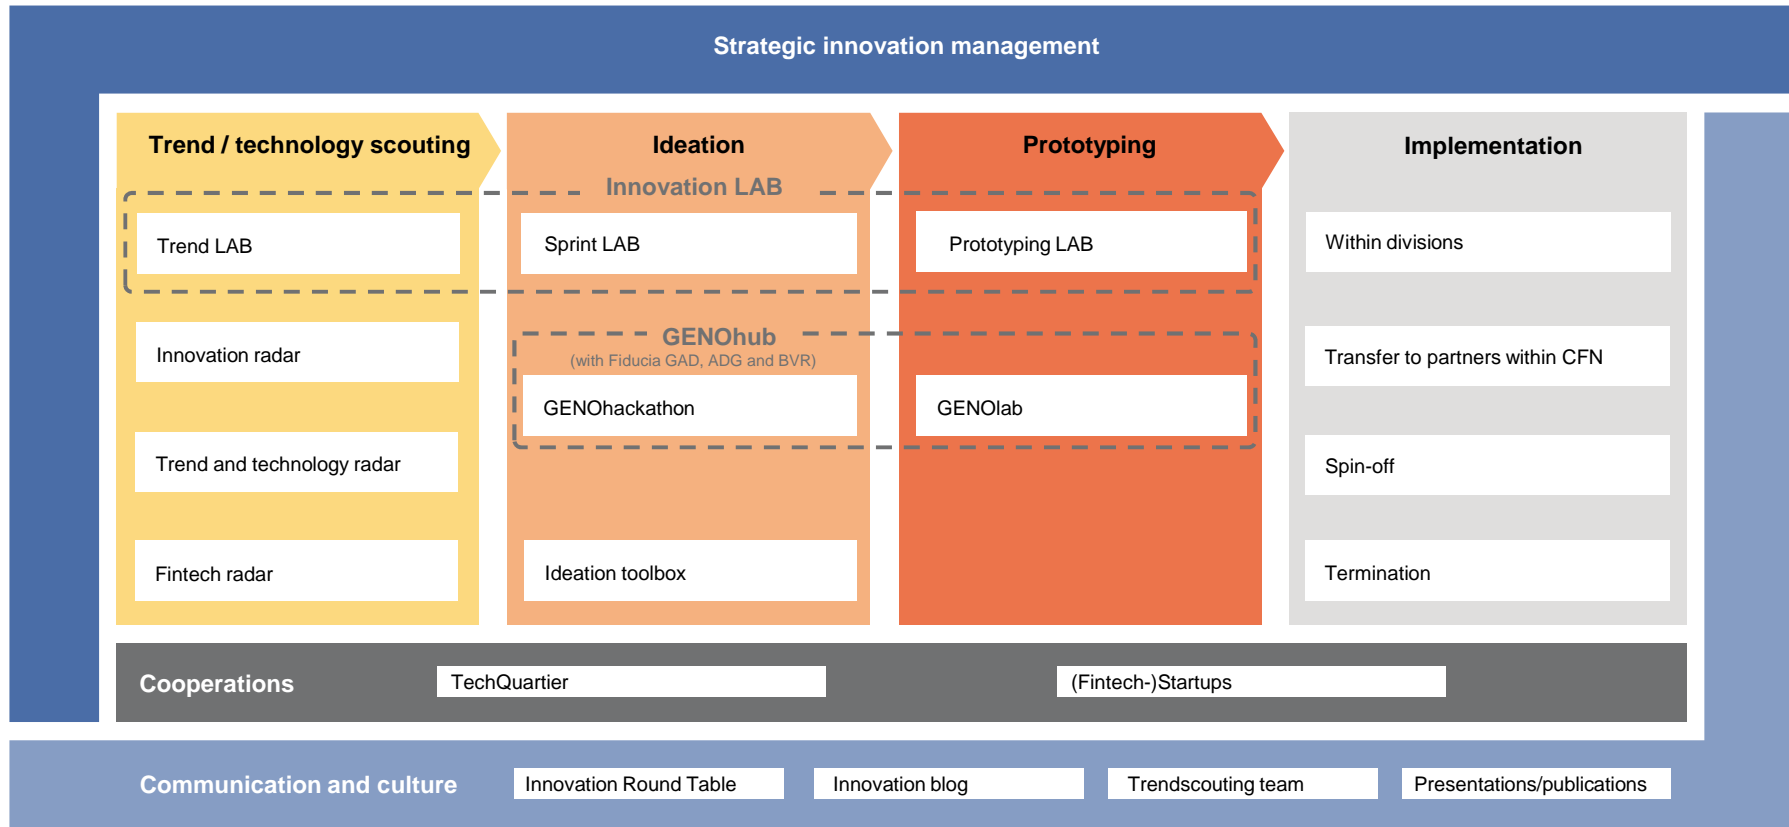 Strategic innovation management
Trend / technology scouting
Ideation
Prototyping
Implementation
Innovation LAB
Trend LAB
Sprint LAB
Prototyping LAB
Within divisions
Innovation radar
GENOhub
(with Fiducia GAD, ADG and BVR)
Transfer to partners within CFN
GENOhackathon
GENOlab
Trend and technology radar
Spin-off
Fintech radar
Ideation toolbox
Termination
Cooperations
TechQuartier
(Fintech-)Startups
Communication and culture
Innovation Round Table
Innovation blog
Trendscouting team
Presentations/publications